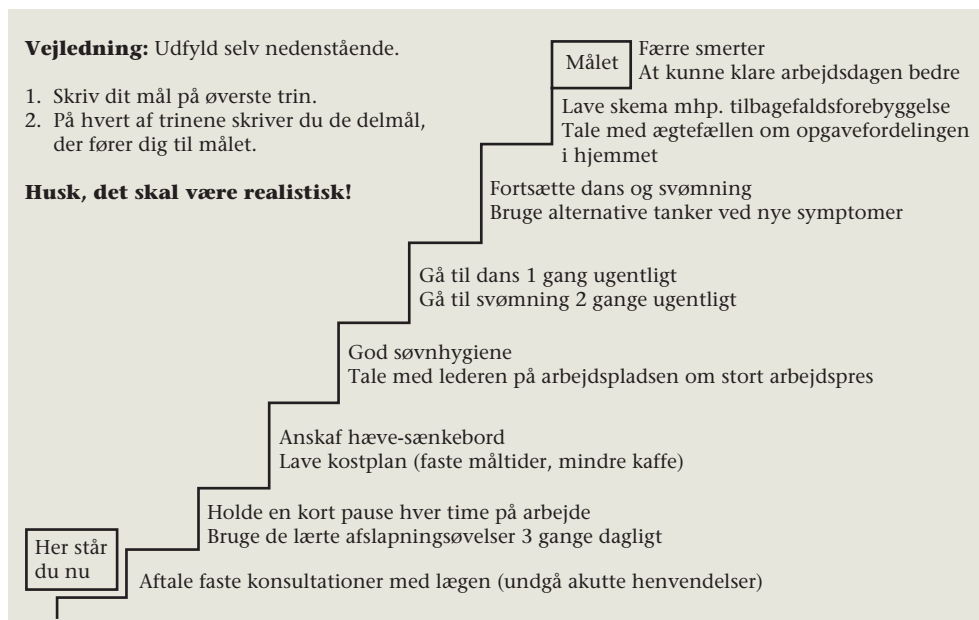 Vejledning: Udfyld selv nedenstående.
1. Skriv dit mål på øverste trin.
2. På hvert af trinene skriver du de delmål,
der fører dig til målet.
Husk, det skal være realistisk!
Målet
Færre smerter
At kunne klare arbejdsdagen bedre
Lave skema mhp. tilbagefaldsforebyggelse
Tale med ægtefællen om opgavefordelingen
i hjemmet
Fortsætte dans og svømning
Bruge alternative tanker ved nye symptomer
Gå til dans 1 gang ugentligt
Gå til svømning 2 gange ugentligt
God søvnhygiene
Tale med lederen på arbejdspladsen om stort arbejdspres
Anskaf hæve-sænkebord
Lave kostplan (faste måltider, mindre kaffe)
Holde en kort pause hver time på arbejde
Bruge de lærte afslapningsøvelser 3 gange dagligt
Her står
du nu
Aftale faste konsultationer med lægen (undgå akutte henvendelser)